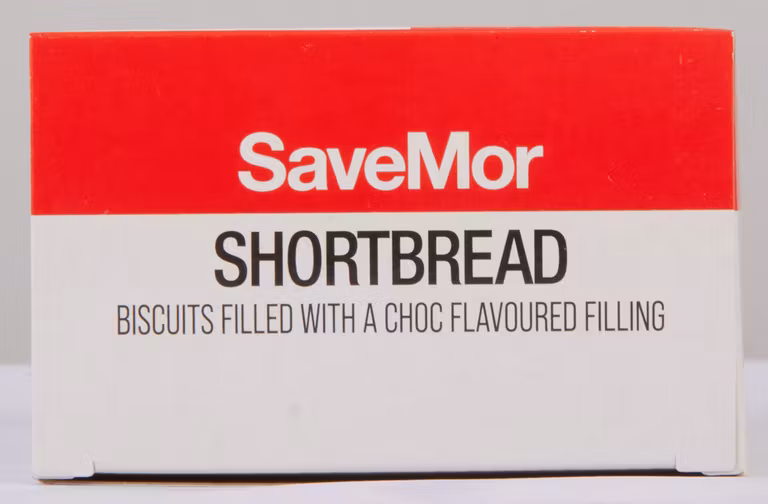 SaveMor
SHORTBREAD
BISCUITS FILLED WITH A CHOC FLAVOURED FILLING